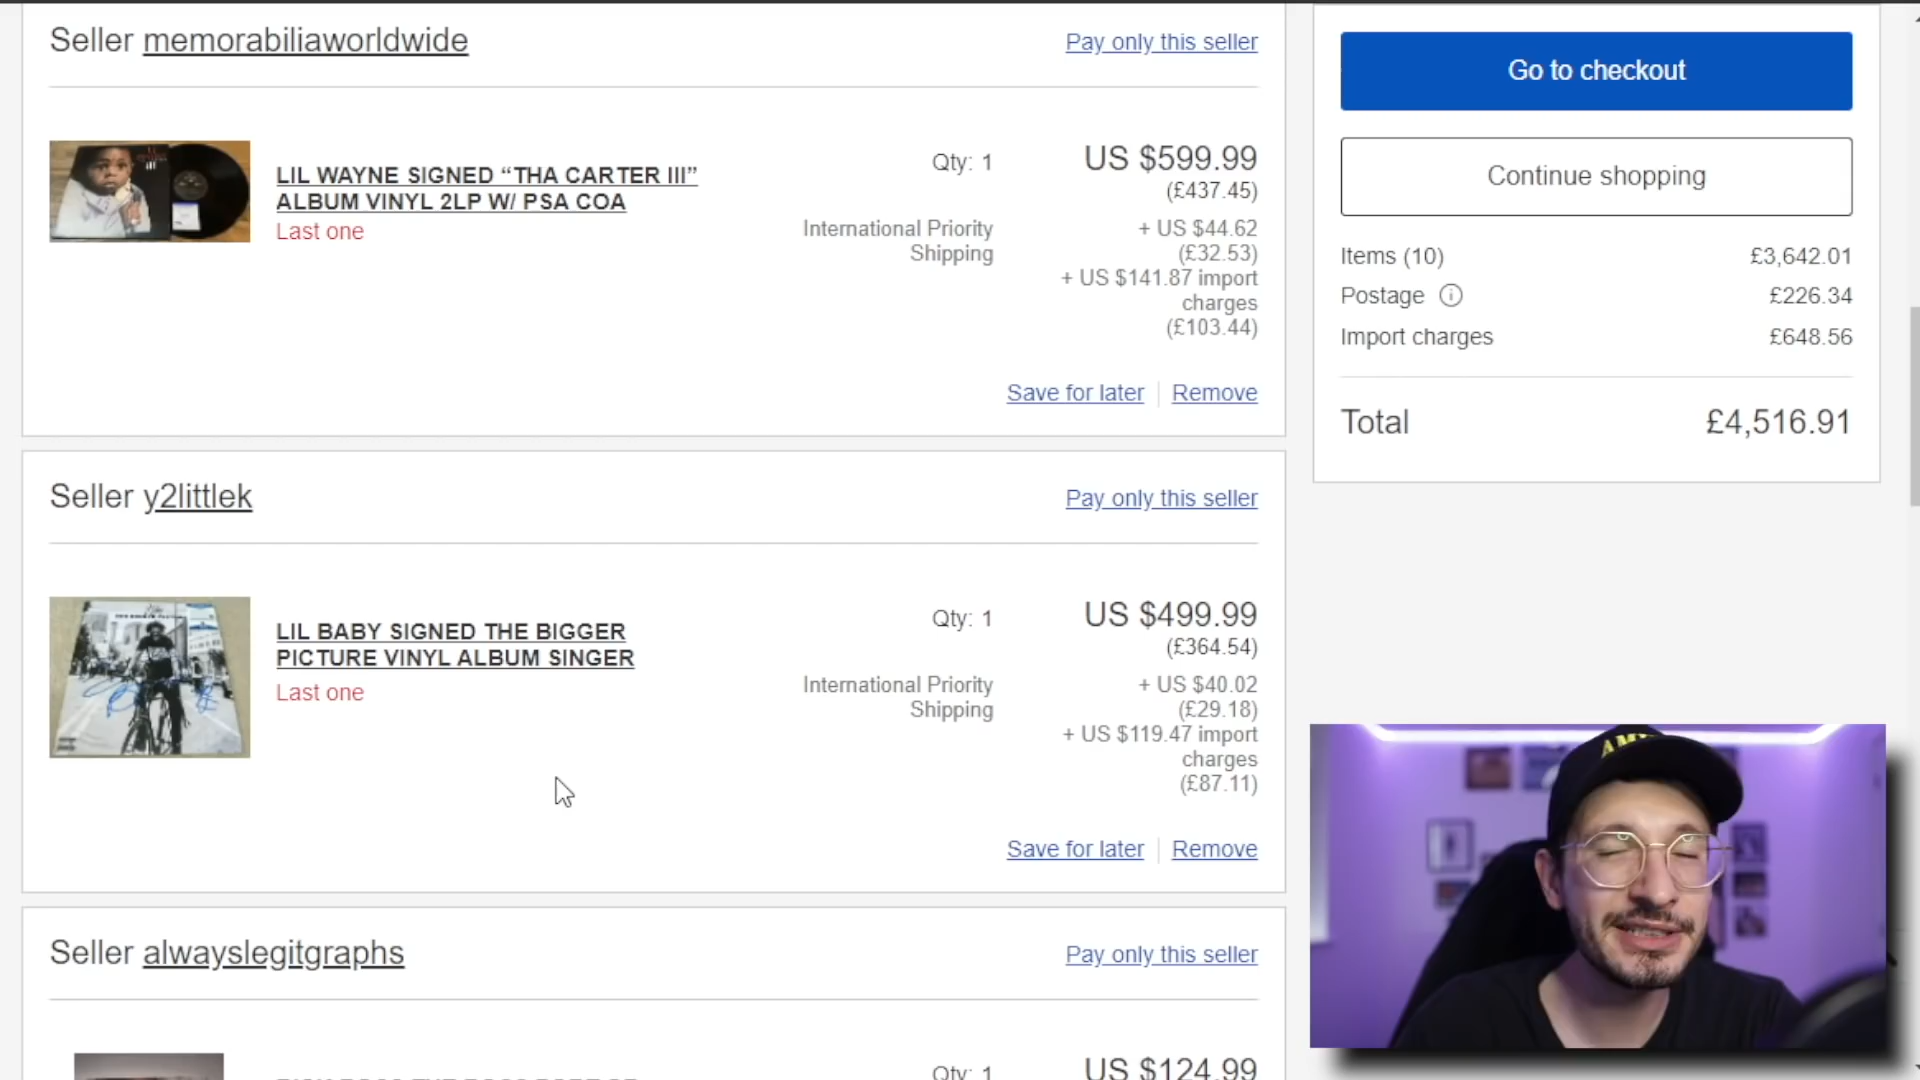 Seller memorabiliaworldwide
Pay only this seller
LIL WAYNE SIGNED “THA CARTER III”
ALBUM VINYL 2LP W/ PSA COA
Last one
Qty: 1
US $599.99
(£437.45)
International Priority
Shipping
+ US $44.62
(£32.53)
+ US $141.87 import
charges
(£103.44)
Save for later
Remove
Seller y2littlek
Pay only this seller
LIL BABY SIGNED THE BIGGER
PICTURE VINYL ALBUM SINGER
Last one
Qty: 1
US $499.99
(£364.54)
International Priority
Shipping
+ US $40.02
(£29.18)
+ US $119.47 import
charges
(£87.11)
Save for later
Remove
Seller alwayslegitgraphs
Pay only this seller
Qty: 1
US $124.99
Go to checkout
Continue shopping
Items (10) £3,642.01
Postage £226.34
Import charges £648.56
Total £4,516.91